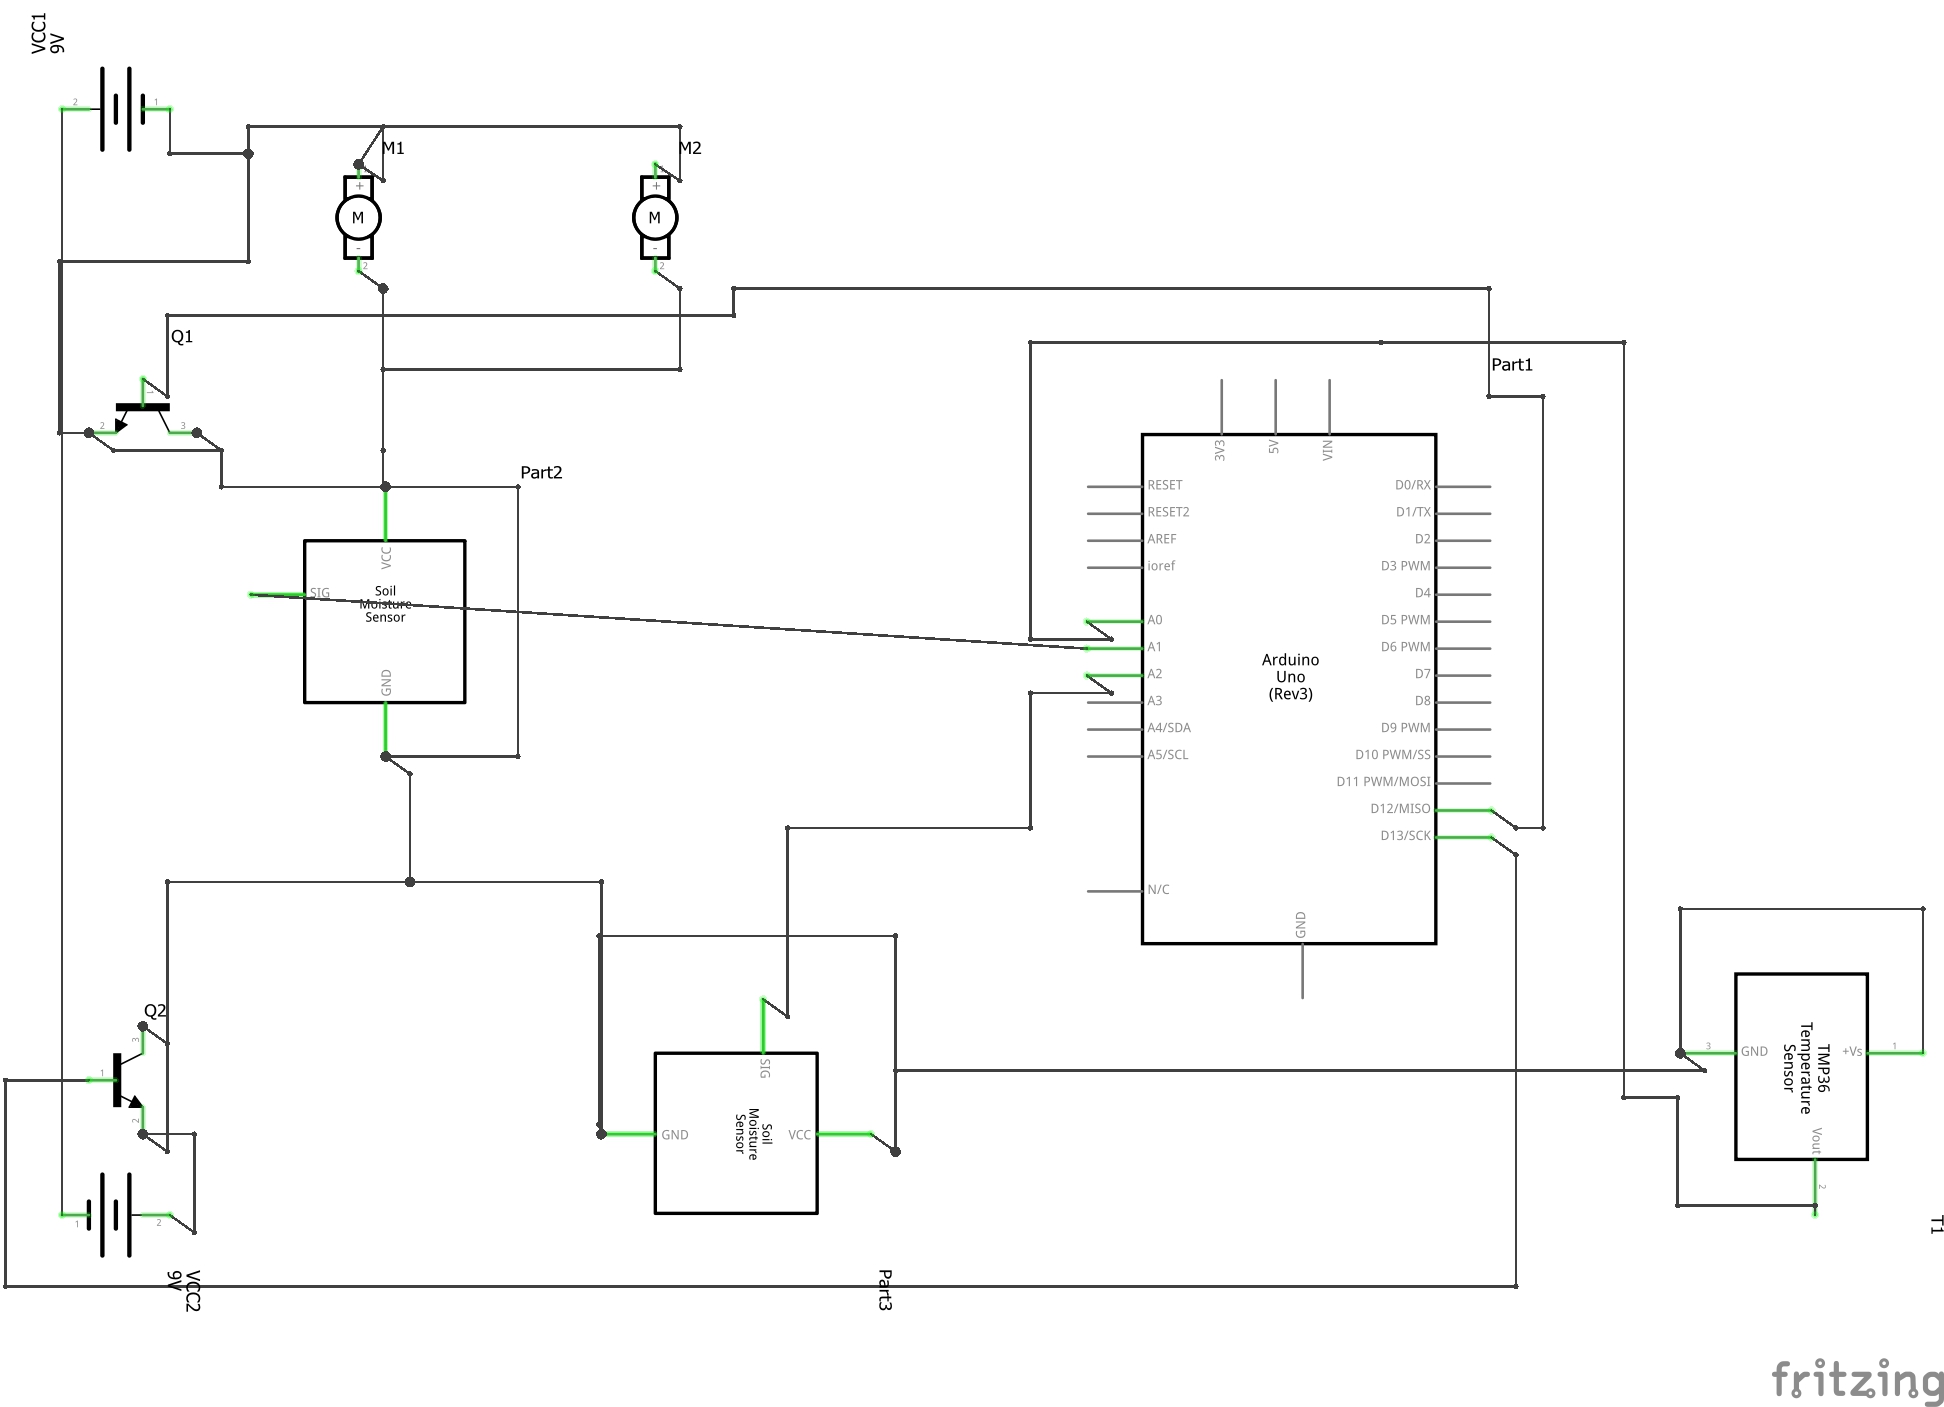 VCC1
9V
2
1
M1
M2
+
+
M
M
-
-
2
2
Q1
1
2
3
Part1
Part2
3V3
5V
VIN
VCC
SIG
Soil
Moisture
Sensor
GND
RESET
RESET2
AREF
ioref
A0
A1
A2
A3
A4/SDA
A5/SCL
N/C
D0/RX
D1/TX
D2
D3 PWM
D4
D5 PWM
D6 PWM
D7
D8
D9 PWM
D10 PWM/SS
D11 PWM/MOSI
D12/MISO
D13/SCK
Arduino
Uno
(Rev3)
GND
Q2
3
1
2
1
2
VCC2
9V
SIG
GND
VCC
Soil
Moisture
Sensor
Part3
3
GND
+Vs
1
TMP36
Temperature
Sensor
Vout
2
T1
fritzing